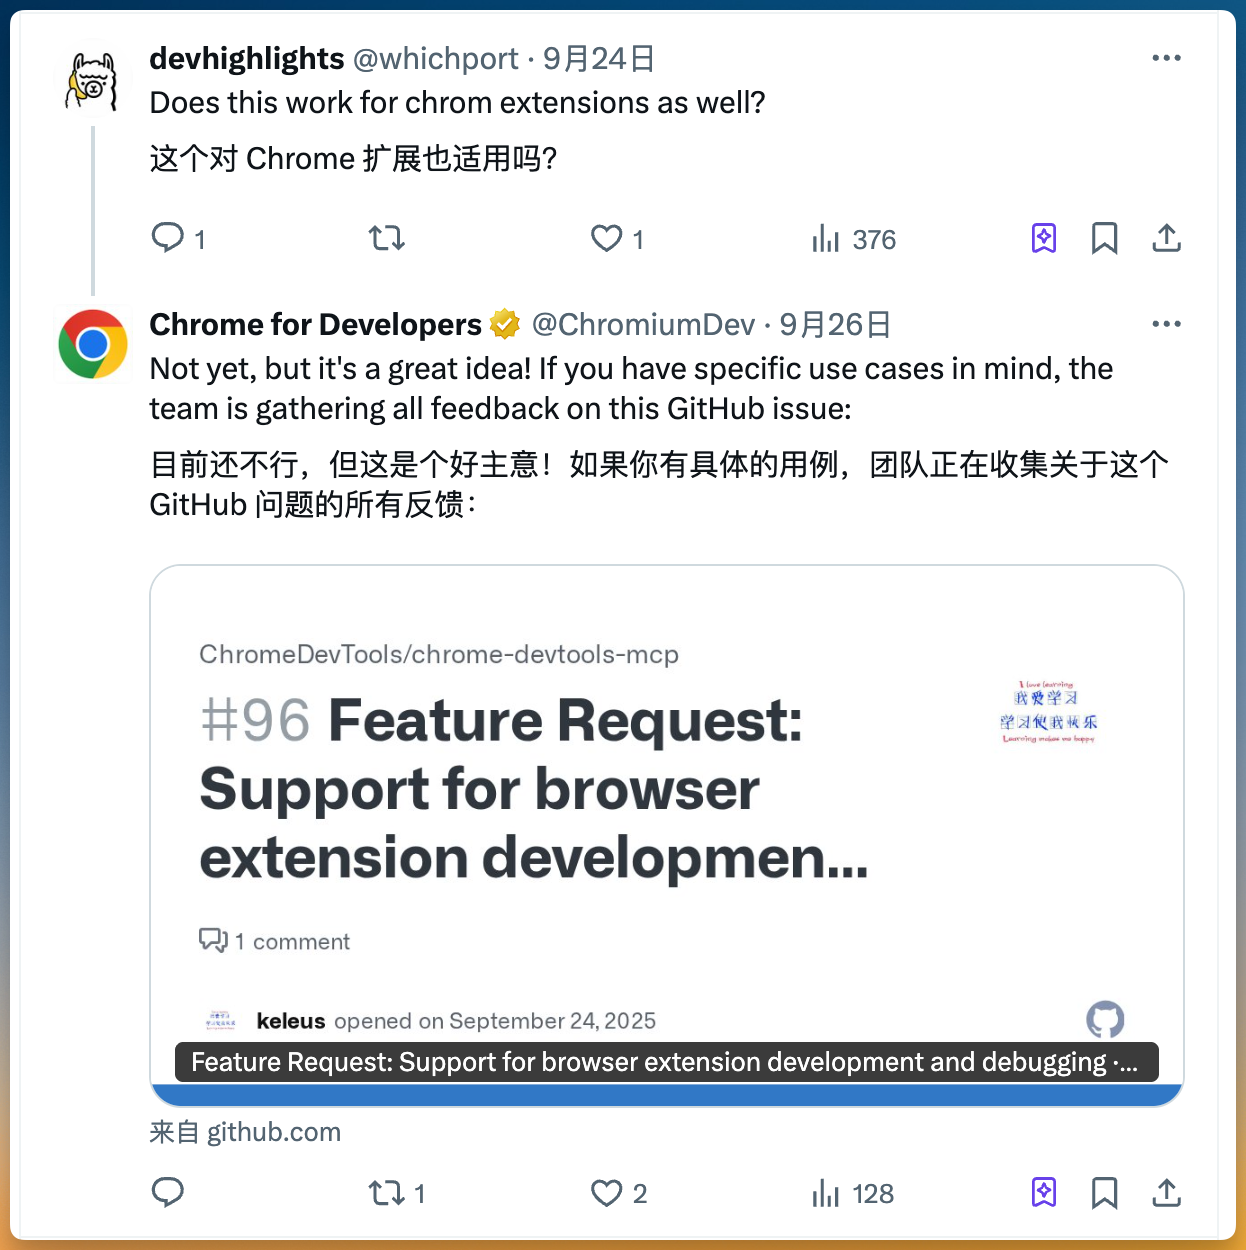 devhighlights @whichport · 9月24日
Does this work for chrom extensions as well?
这个对 Chrome 扩展也适用吗?
1 1 376
Chrome for Developers @ChromiumDev · 9月26日
Not yet, but it's a great idea! If you have specific use cases in mind, the
team is gathering all feedback on this GitHub issue:
目前还不行，但这是个好主意！如果你有具体的用例，团队正在收集关于这个
GitHub 问题的所有反馈：
ChromeDevTools/chrome-devtools-mcp
#96 Feature Request:
Support for browser
extension developmen...
I love learning
我爱学习
学习使我快乐
Learning makes me happy
1 comment
keleus opened on September 24, 2025
Feature Request: Support for browser extension development and debugging ·...
来自 github.com
1 2 128